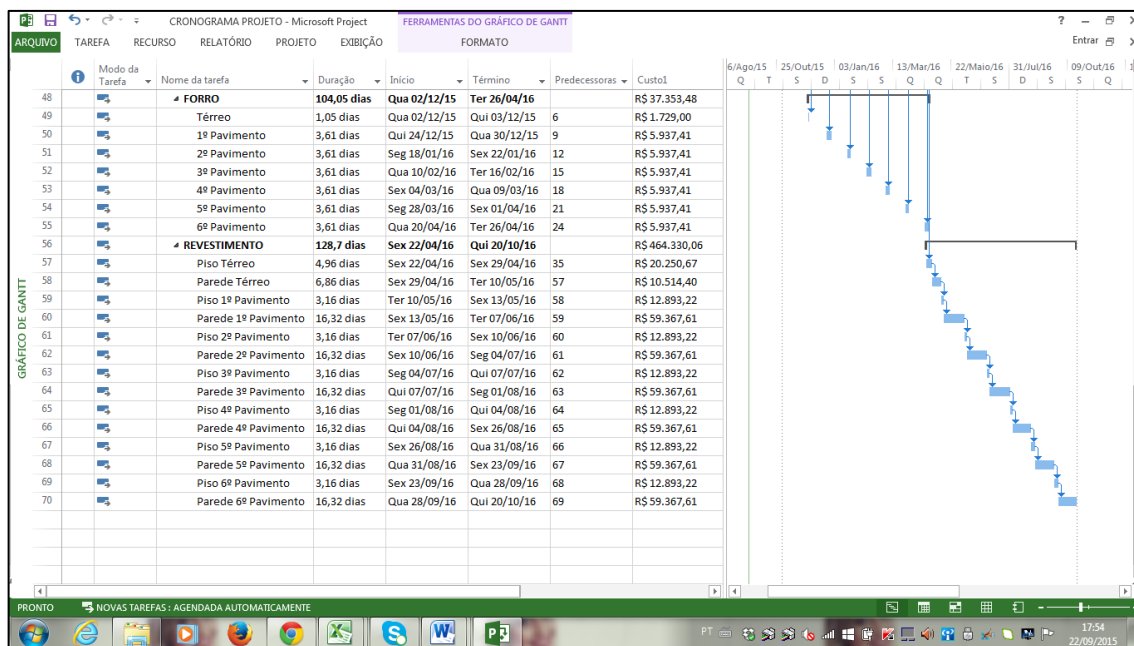 CRONOGRAMA PROJETO - Microsoft Project FERRAMENTAS DO GRÁFICO DE GANTT ?
ARQUIVO TAREFA RECURSO RELATÓRIO PROJETO EXIBIÇÃO FORMATO Entrar
Modo da Tarefa Nome da tarefa Duração Início Término Predecessoras Custo1
6/Ago/15 25/Out/15 03/Jan/16 13/Mar/16 22/Maio/16 31/Jul/16 09/Out/16
Q T S D S S Q Q T S D S S Q
48 FORRO 104,05 dias Qua 02/12/15 Ter 26/04/16 R$ 37.353,48
49 Térreo 1,05 dias Qua 02/12/15 Qui 03/12/15 6 R$ 1.729,00
50 1º Pavimento 3,61 dias Qui 24/12/15 Qua 30/12/15 9 R$ 5.937,41
51 2º Pavimento 3,61 dias Seg 18/01/16 Sex 22/01/16 12 R$ 5.937,41
52 3º Pavimento 3,61 dias Qua 10/02/16 Ter 16/02/16 15 R$ 5.937,41
53 4º Pavimento 3,61 dias Sex 04/03/16 Qua 09/03/16 18 R$ 5.937,41
54 5º Pavimento 3,61 dias Seg 28/03/16 Sex 01/04/16 21 R$ 5.937,41
55 6º Pavimento 3,61 dias Qua 20/04/16 Ter 26/04/16 24 R$ 5.937,41
56 REVESTIMENTO 128,7 dias Sex 22/04/16 Qui 20/10/16 R$ 464.330,06
57 Piso Térreo 4,96 dias Sex 22/04/16 Sex 29/04/16 35 R$ 20.250,67
58 Parede Térreo 6,86 dias Sex 29/04/16 Ter 10/05/16 57 R$ 10.514,40
59 Piso 1º Pavimento 3,16 dias Ter 10/05/16 Sex 13/05/16 58 R$ 12.893,22
60 Parede 1º Pavimento 16,32 dias Sex 13/05/16 Ter 07/06/16 59 R$ 59.367,61
61 Piso 2º Pavimento 3,16 dias Ter 07/06/16 Sex 10/06/16 60 R$ 12.893,22
62 Parede 2º Pavimento 16,32 dias Sex 10/06/16 Seg 04/07/16 61 R$ 59.367,61
63 Piso 3º Pavimento 3,16 dias Seg 04/07/16 Qui 07/07/16 62 R$ 12.893,22
64 Parede 3º Pavimento 16,32 dias Qui 07/07/16 Seg 01/08/16 63 R$ 59.367,61
65 Piso 4º Pavimento 3,16 dias Seg 01/08/16 Qui 04/08/16 64 R$ 12.893,22
66 Parede 4º Pavimento 16,32 dias Qui 04/08/16 Sex 26/08/16 65 R$ 59.367,61
67 Piso 5º Pavimento 3,16 dias Sex 26/08/16 Qua 31/08/16 66 R$ 12.893,22
68 Parede 5º Pavimento 16,32 dias Qua 31/08/16 Sex 23/09/16 67 R$ 59.367,61
69 Piso 6º Pavimento 3,16 dias Sex 23/09/16 Qua 28/09/16 68 R$ 12.893,22
70 Parede 6º Pavimento 16,32 dias Qua 28/09/16 Qui 20/10/16 69 R$ 59.367,61
GRÁFICO DE GANTT
PRONTO NOVAS TAREFAS : AGENDADA AUTOMATICAMENTE
PT 17:54
22/09/2015